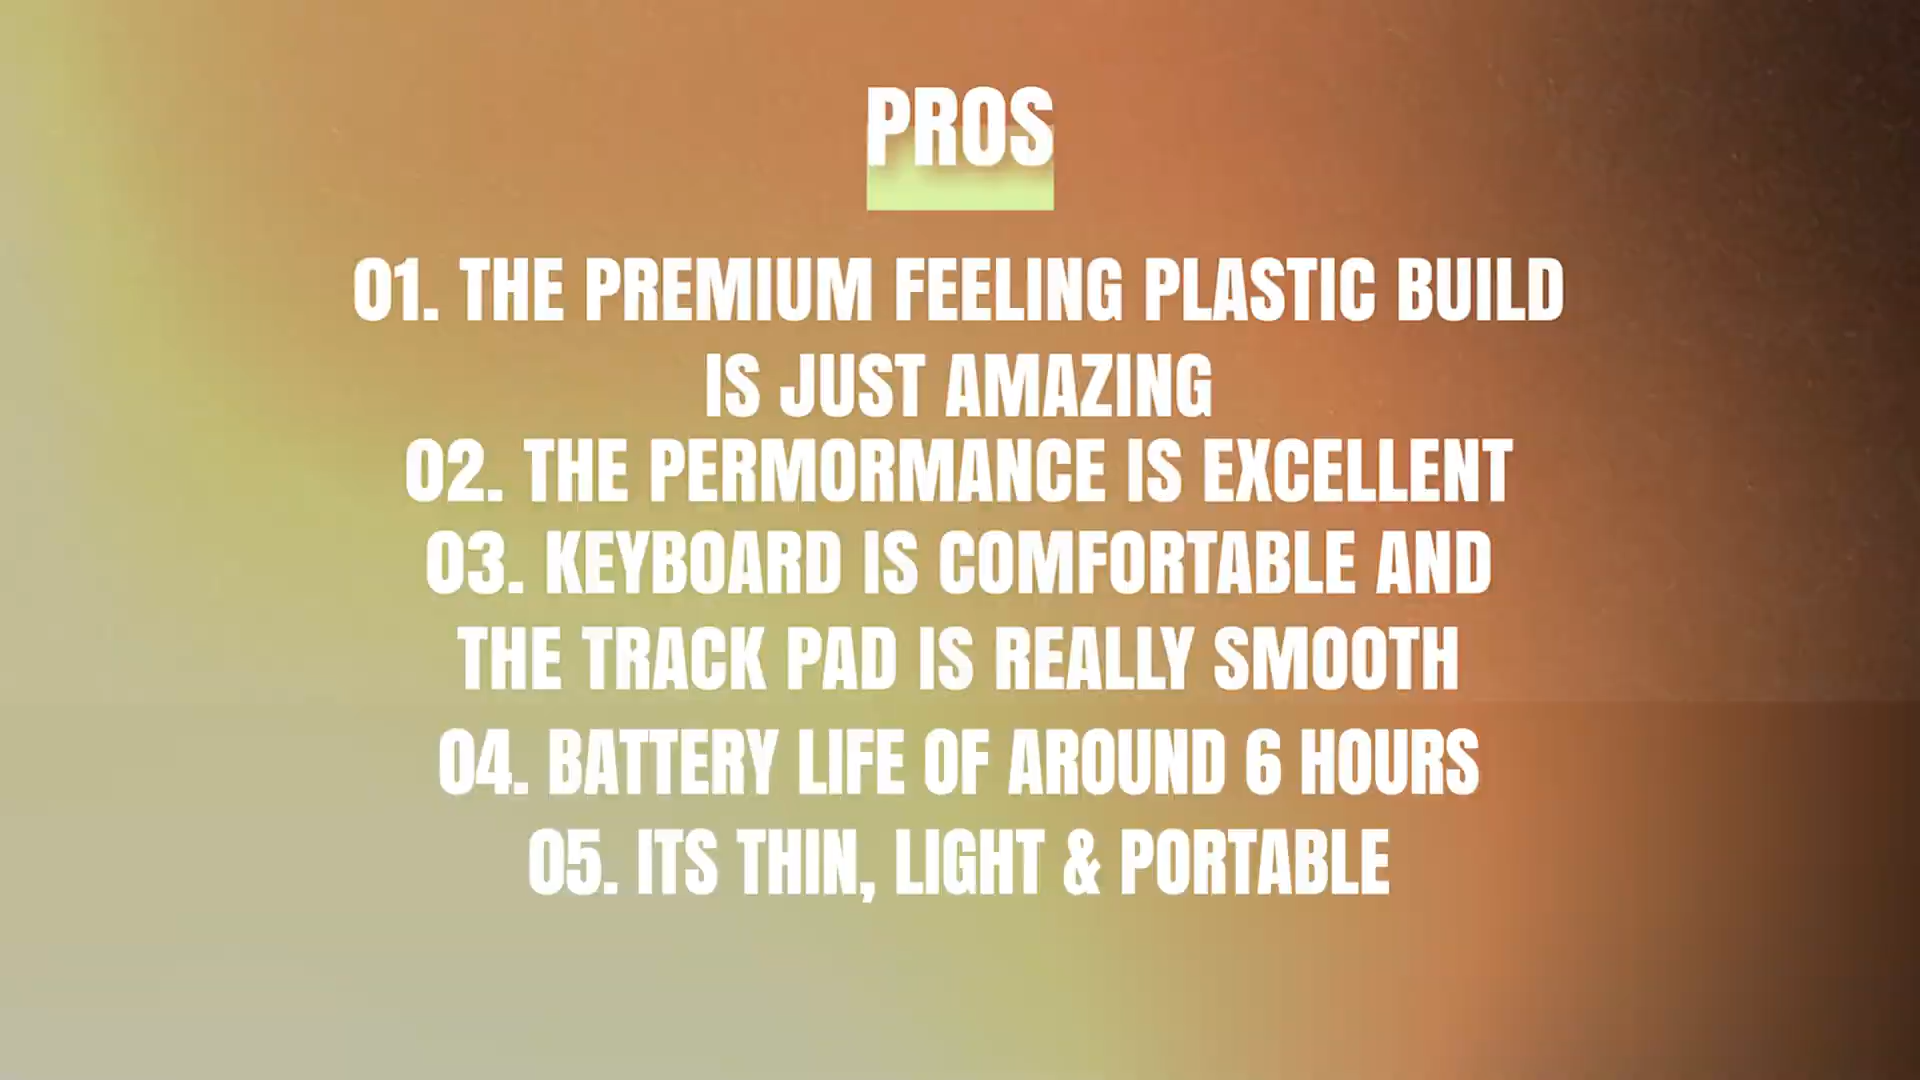 PROS
01. THE PREMIUM FEELING PLASTIC BUILD
IS JUST AMAZING
02. THE PERMORMANCE IS EXCELLENT
03. KEYBOARD IS COMFORTABLE AND
THE TRACK PAD IS REALLY SMOOTH
04. BATTERY LIFE OF AROUND 6 HOURS
05. ITS THIN, LIGHT & PORTABLE